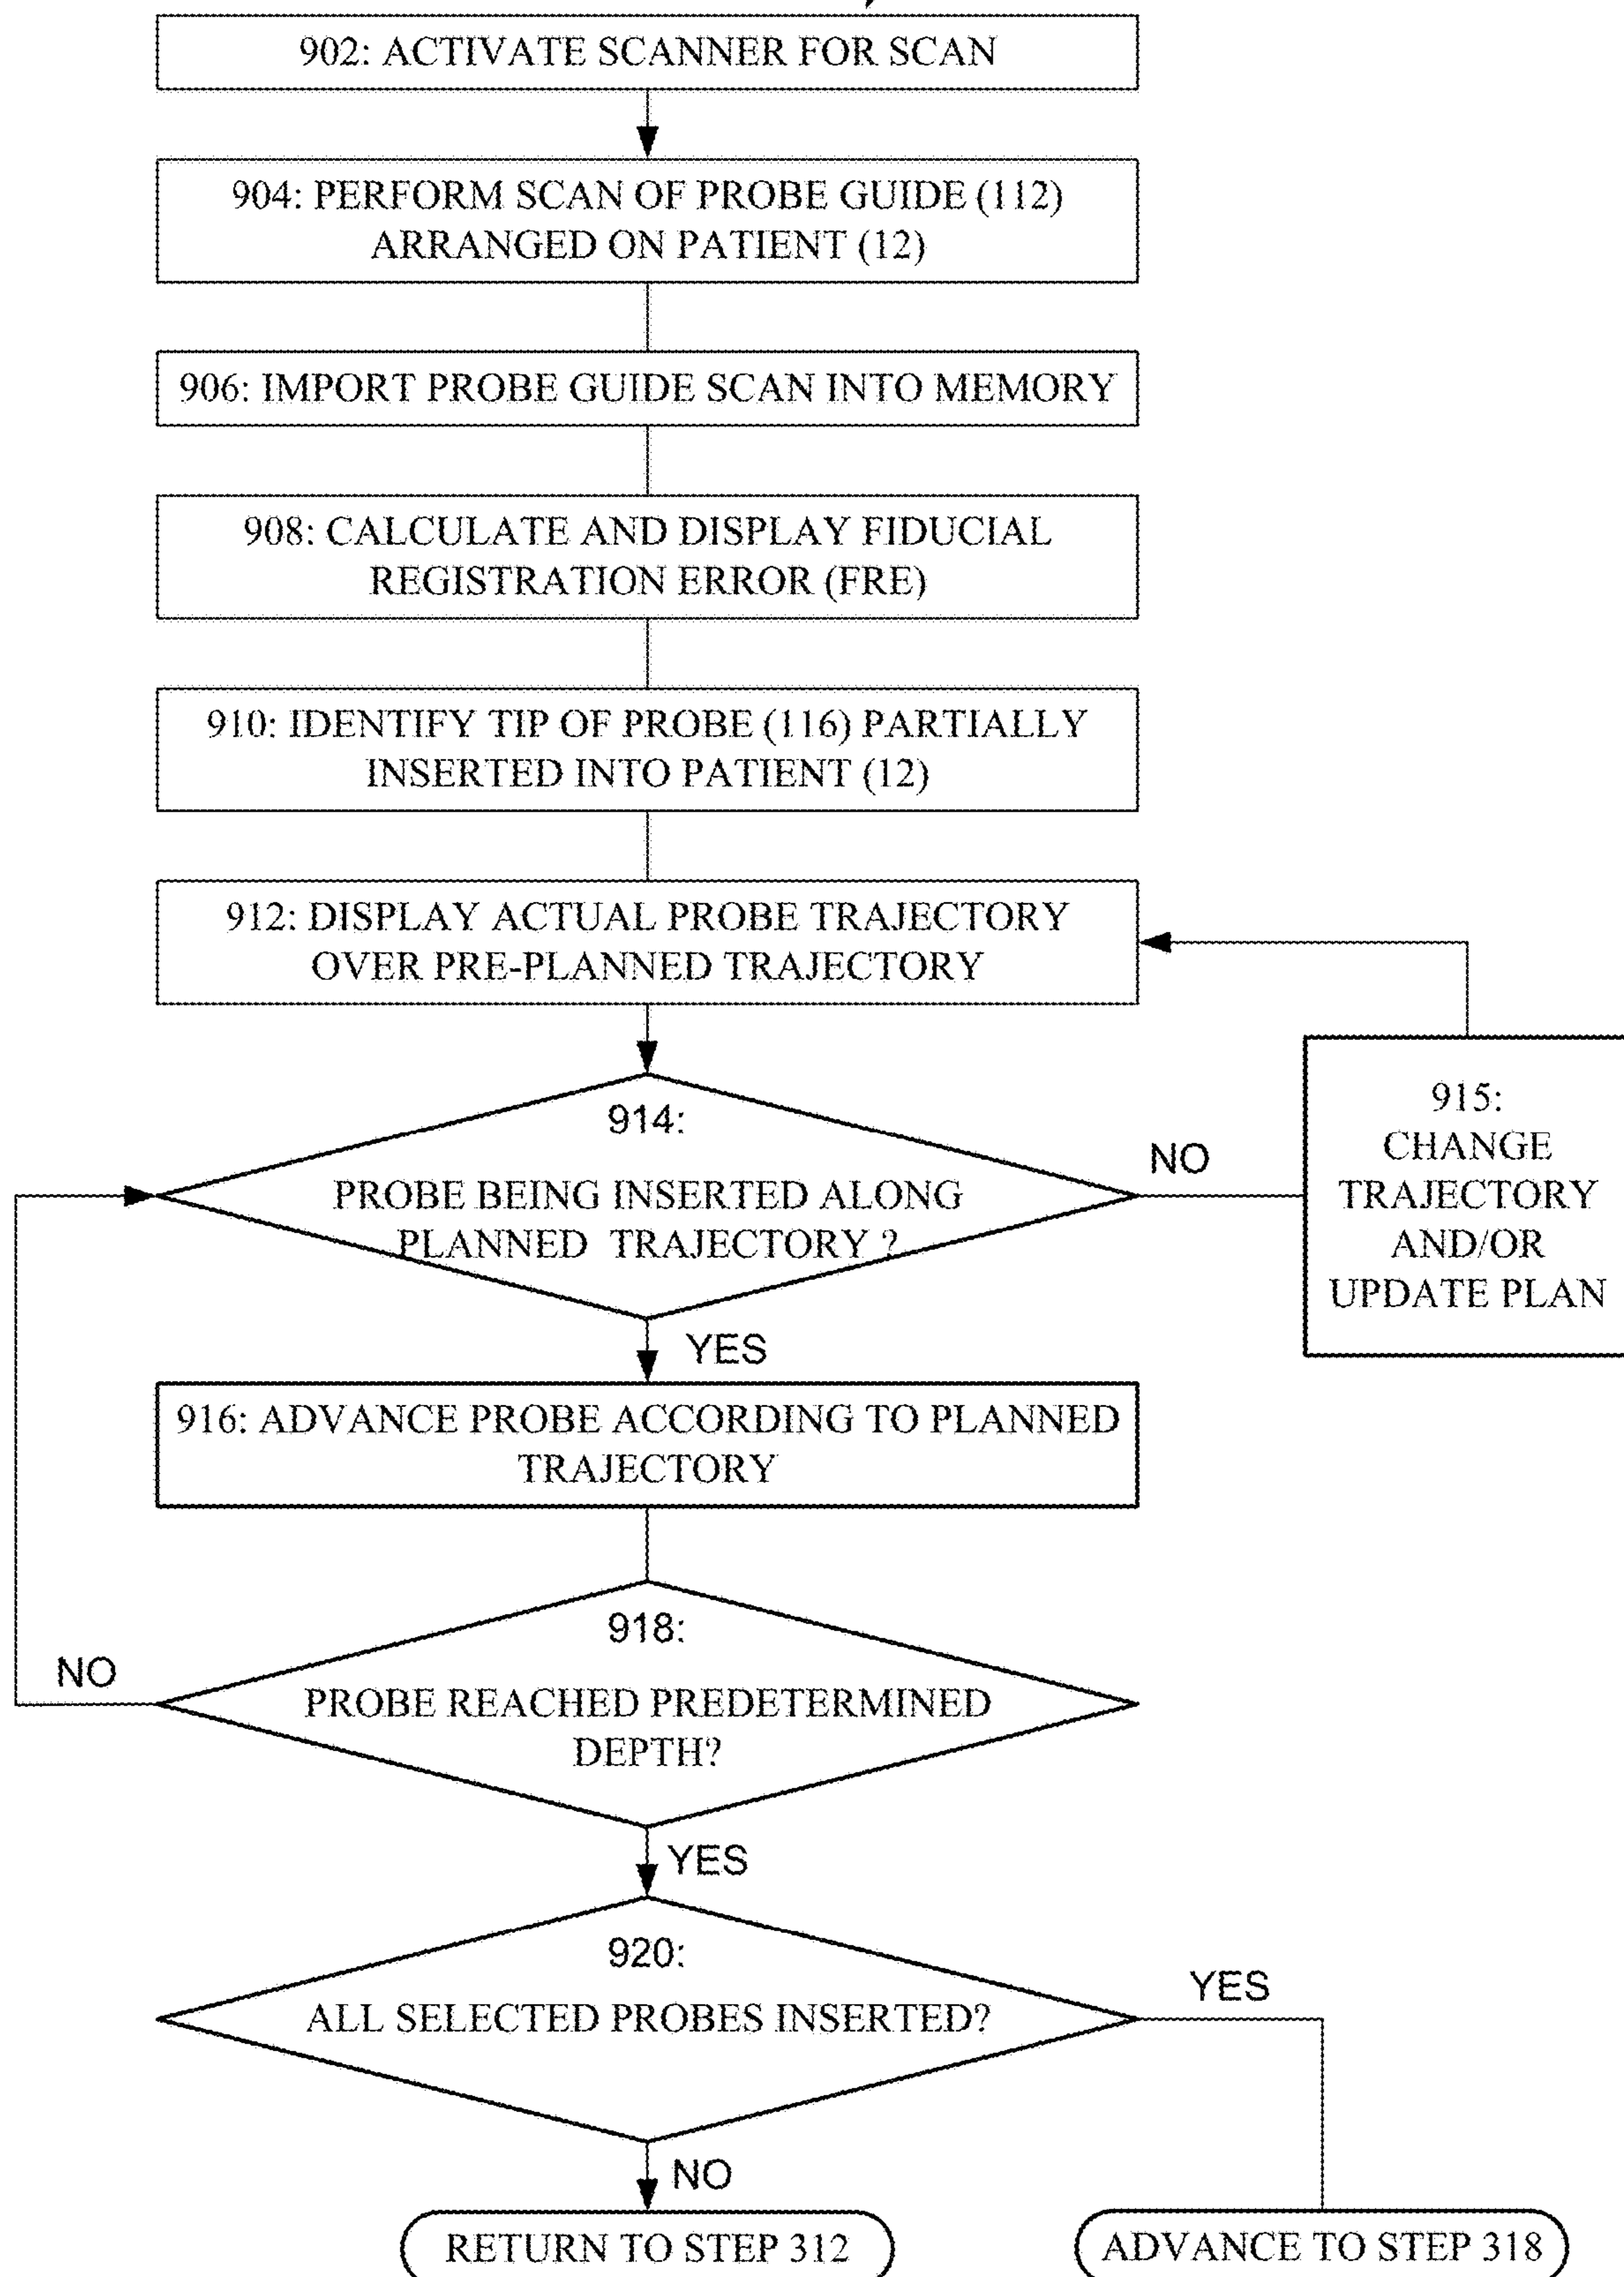 902: ACTIVATE SCANNER FOR SCAN
904: PERFORM SCAN OF PROBE GUIDE (112)
ARRANGED ON PATIENT (12)
906: IMPORT PROBE GUIDE SCAN INTO MEMORY
908: CALCULATE AND DISPLAY FIDUCIAL
REGISTRATION ERROR (FRE)
910: IDENTIFY TIP OF PROBE (116) PARTIALLY
INSERTED INTO PATIENT (12)
912: DISPLAY ACTUAL PROBE TRAJECTORY
OVER PRE-PLANNED TRAJECTORY
914:
PROBE BEING INSERTED ALONG
PLANNED TRAJECTORY ?
NO
915:
CHANGE
TRAJECTORY
AND/OR
UPDATE PLAN
YES
916: ADVANCE PROBE ACCORDING TO PLANNED
TRAJECTORY
918:
PROBE REACHED PREDETERMINED
DEPTH?
NO
YES
920:
ALL SELECTED PROBES INSERTED?
YES
NO
RETURN TO STEP 312
ADVANCE TO STEP 318